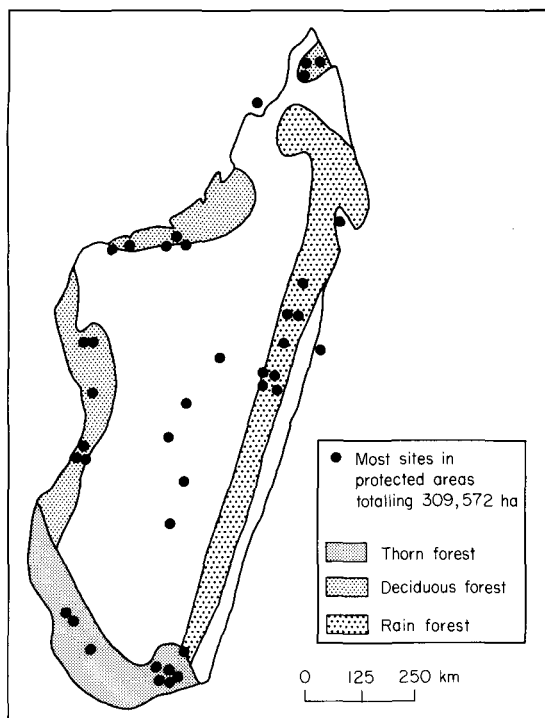 Most sites in
protected areas
totalling 309,572 ha
Thorn forest
Deciduous forest
Rain forest
0 125 250 km